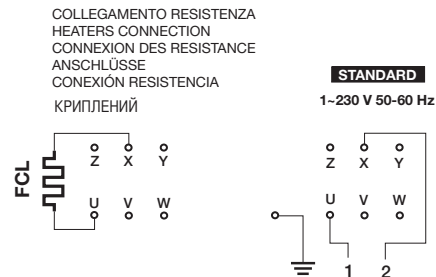 COLLEGAMENTO RESISTENZA
HEATERS CONNECTION
CONNEXION DES RESISTANCE
ANSCHLÜSSE
CONEXIÓN RESISTENCIA
КРИПЛЕНИЙ
STANDARD
1~230 V 50-60 Hz
FCL
Z X Y
U V W
Z X Y
U V W
1 2